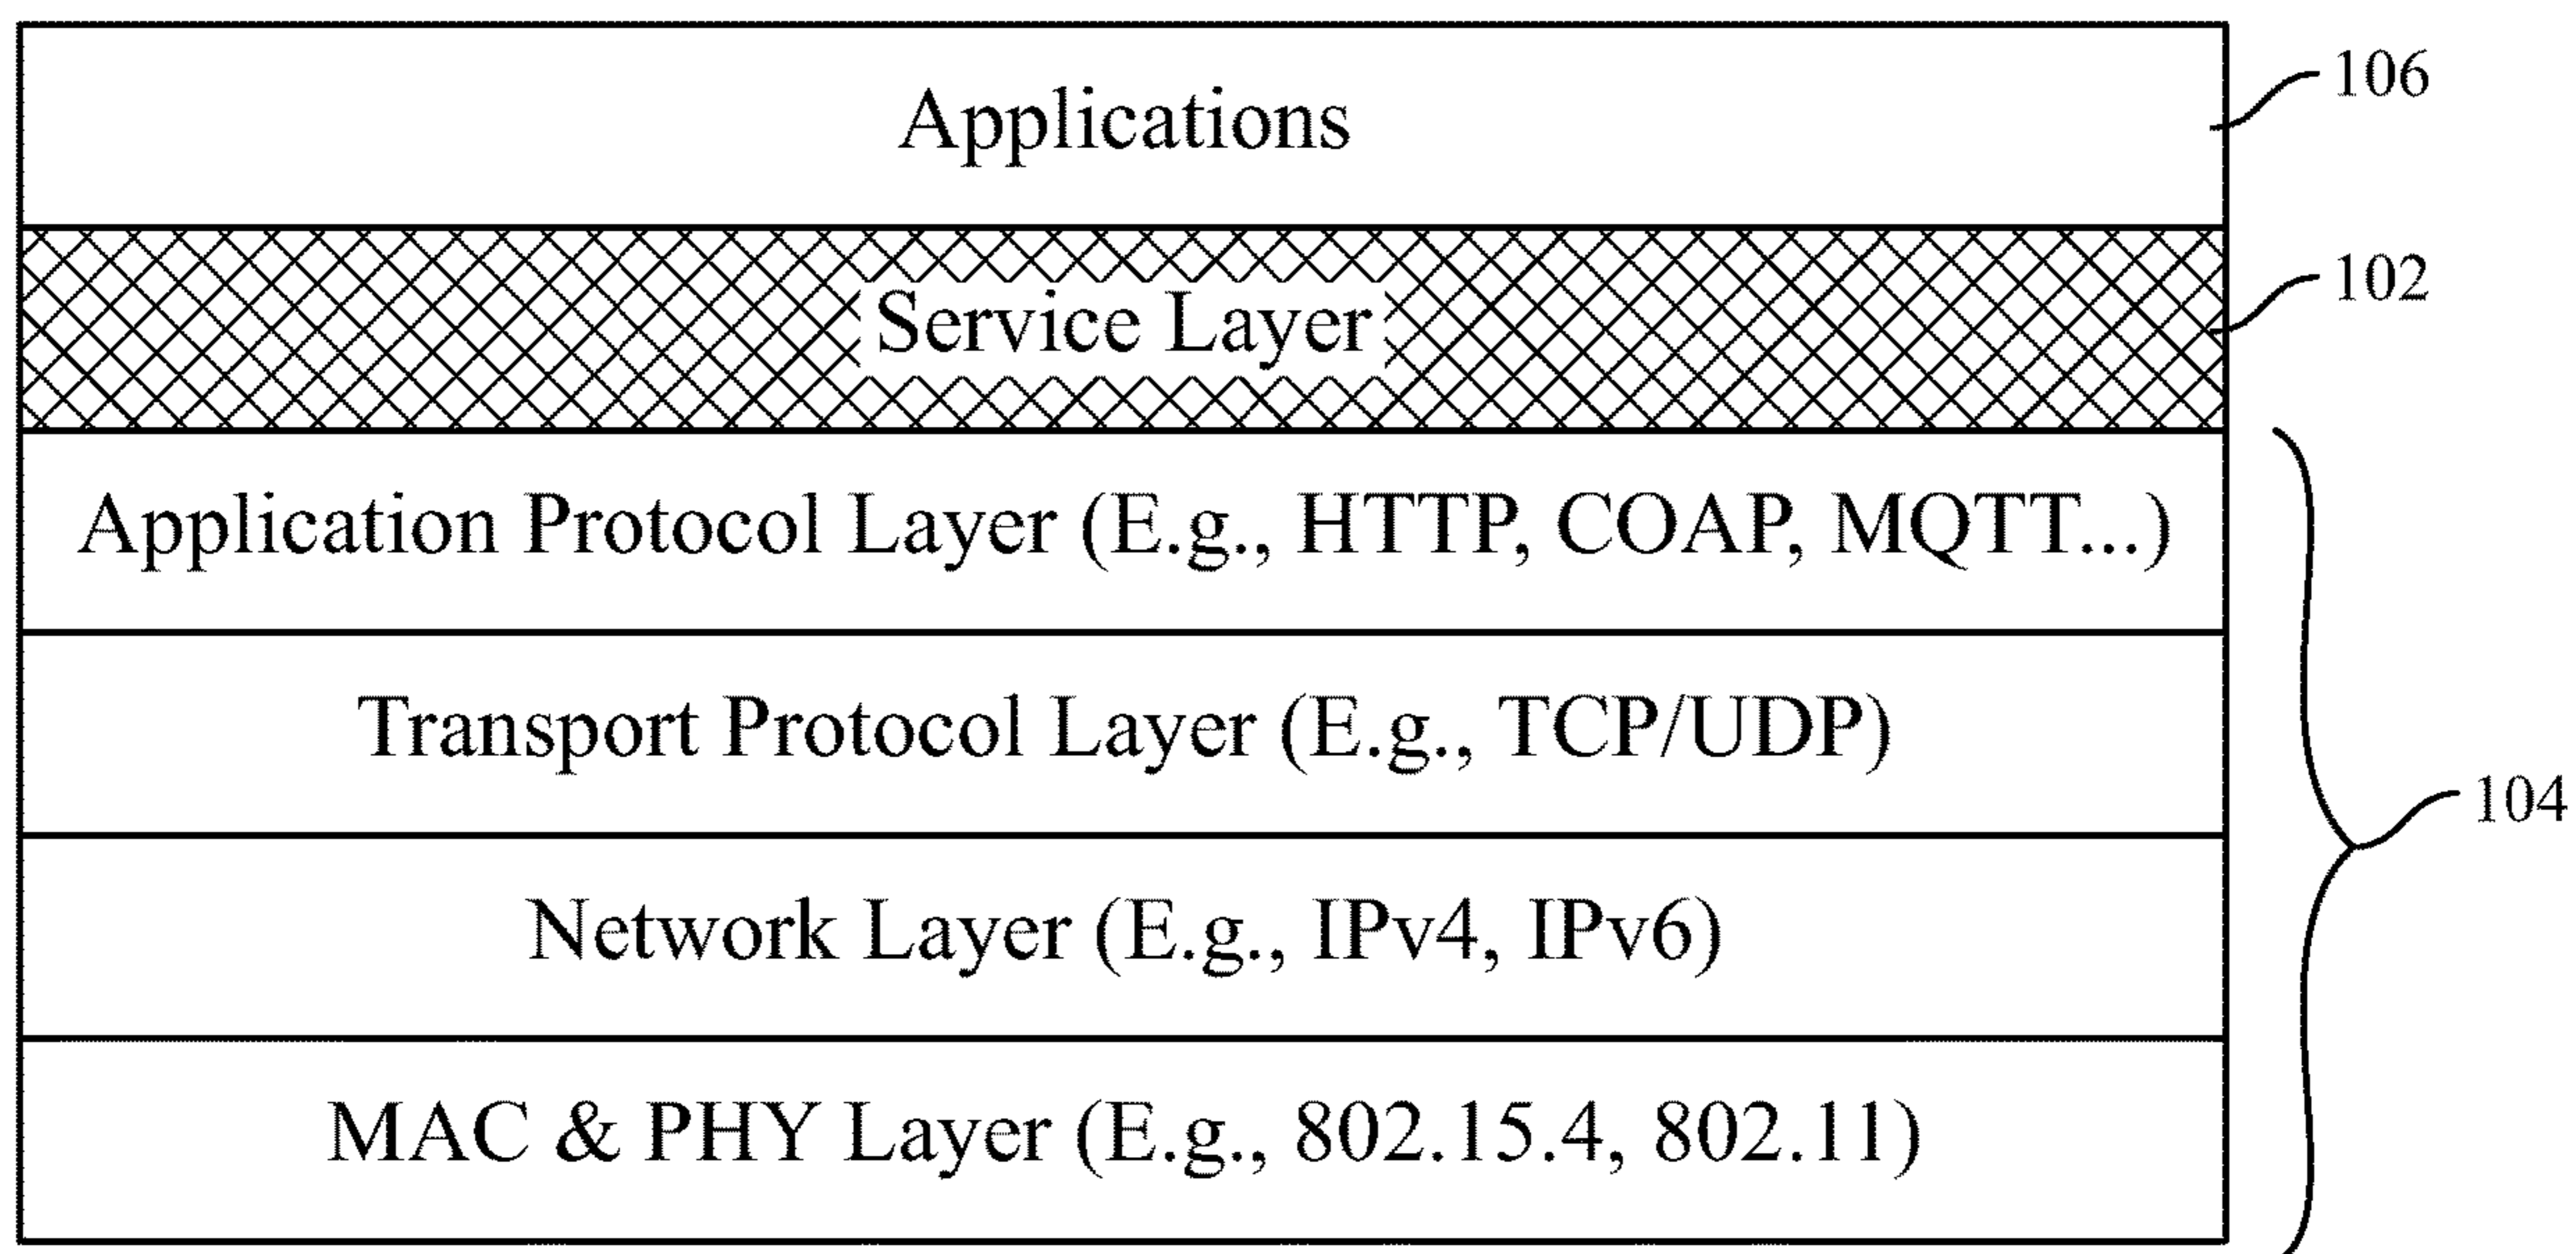 Applications
106
Service Layer
102
Application Protocol Layer (E.g., HTTP, COAP, MQTT...)
Transport Protocol Layer (E.g., TCP/UDP)
104
Network Layer (E.g., IPv4, IPv6)
MAC & PHY Layer (E.g., 802.15.4, 802.11)